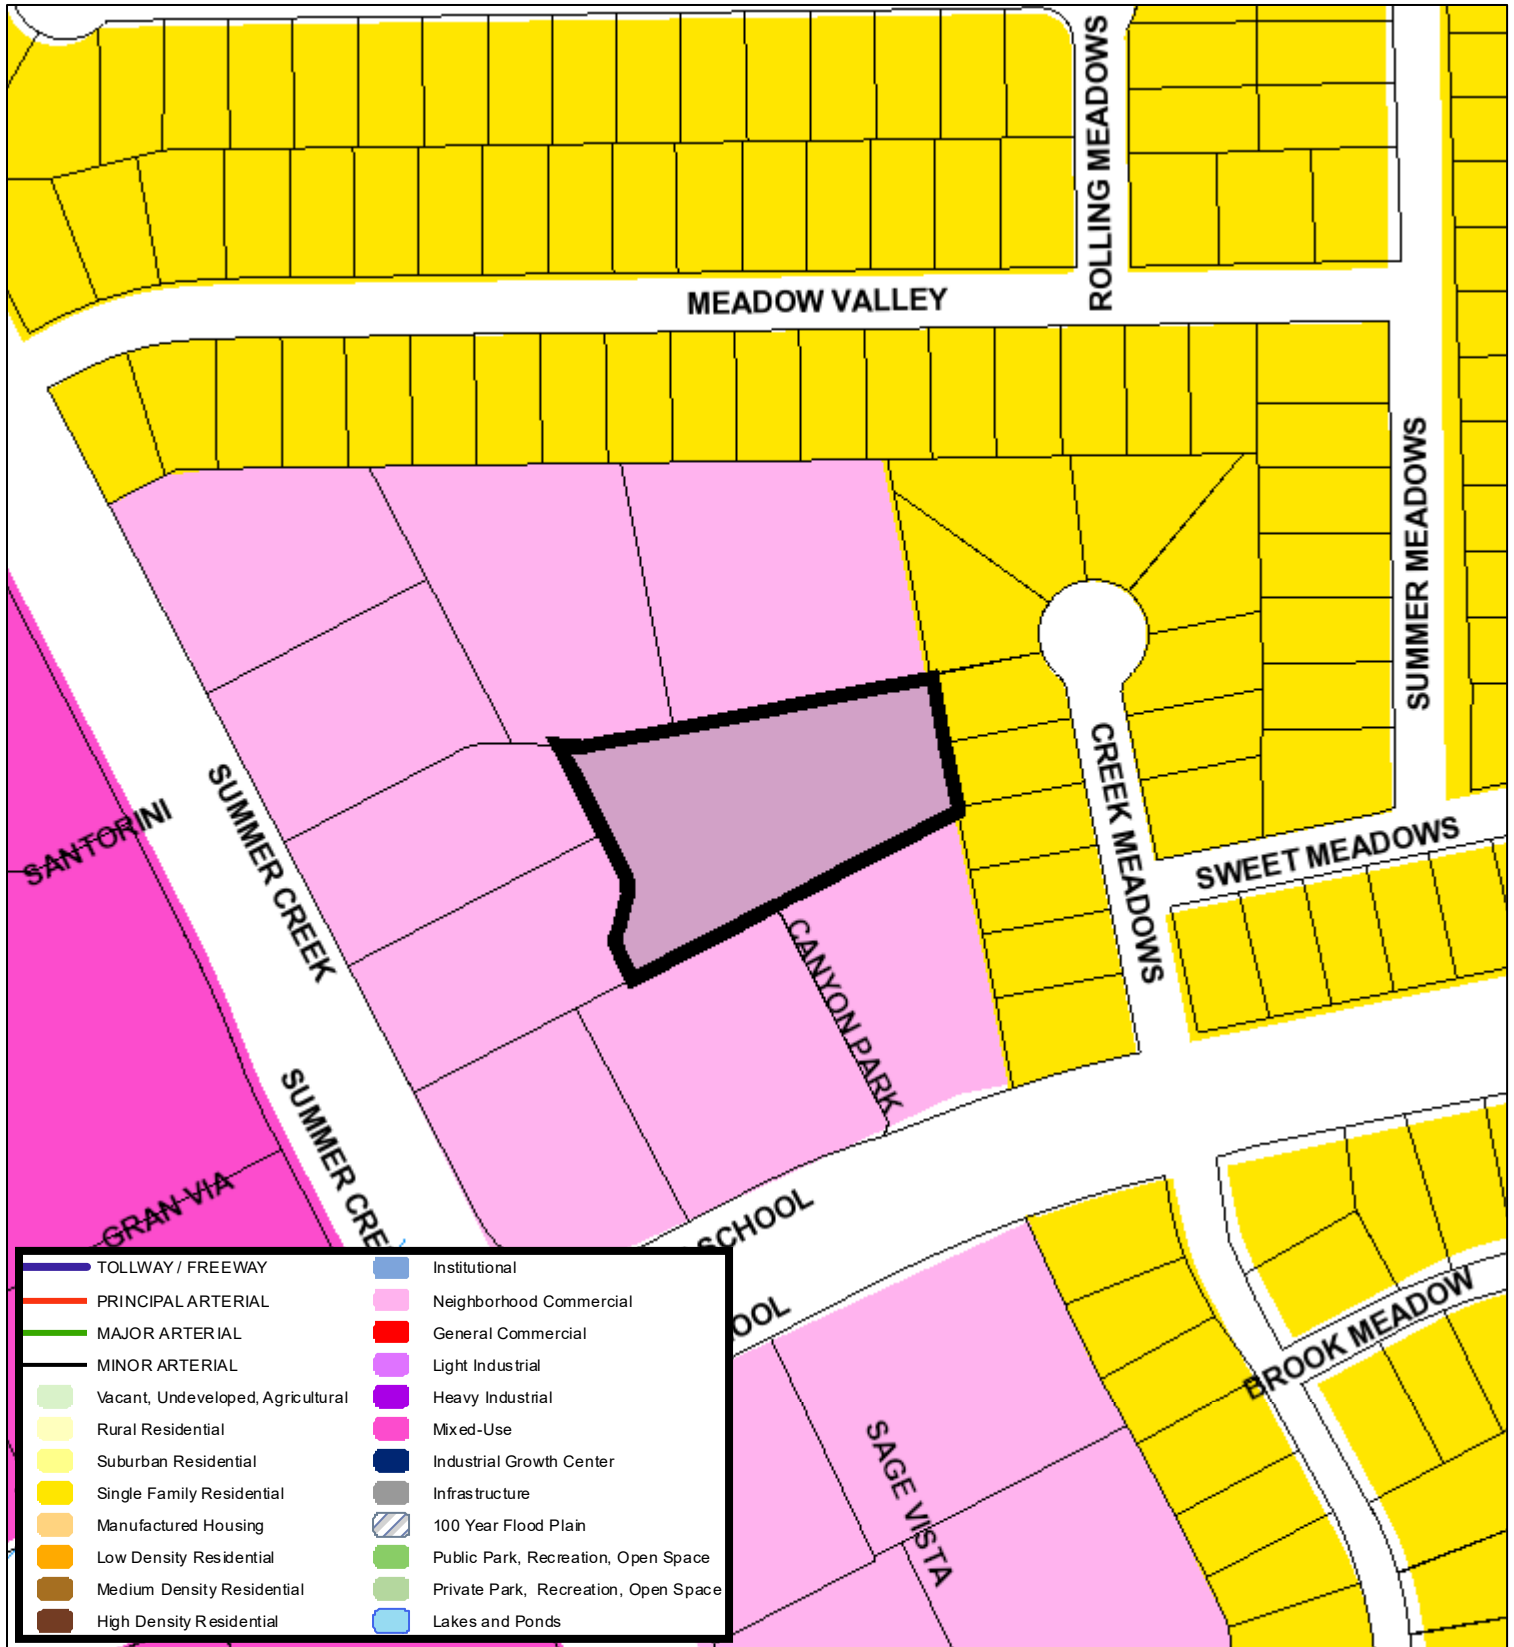 ROLLING MEADOWS
MEADOW VALLEY
SUMMER MEADOWS
CREEK MEADOWS
SWEET MEADOWS
SANTORINI
SUMMER CREEK
CANYON PARK
SUMMER CREE
GRAN VIA
SCHOOL
OOL
BROOK MEADOW
SAGE VISTA
TOLLWAY / FREEWAY
PRINCIPAL ARTERIAL
MAJOR ARTERIAL
MINOR ARTERIAL
Vacant, Undeveloped, Agricultural
Rural Residential
Suburban Residential
Single Family Residential
Manufactured Housing
Low Density Residential
Medium Density Residential
High Density Residential
Institutional
Neighborhood Commercial
General Commercial
Light Industrial
Heavy Industrial
Mixed-Use
Industrial Growth Center
Infrastructure
100 Year Flood Plain
Public Park, Recreation, Open Space
Private Park, Recreation, Open Space
Lakes and Ponds